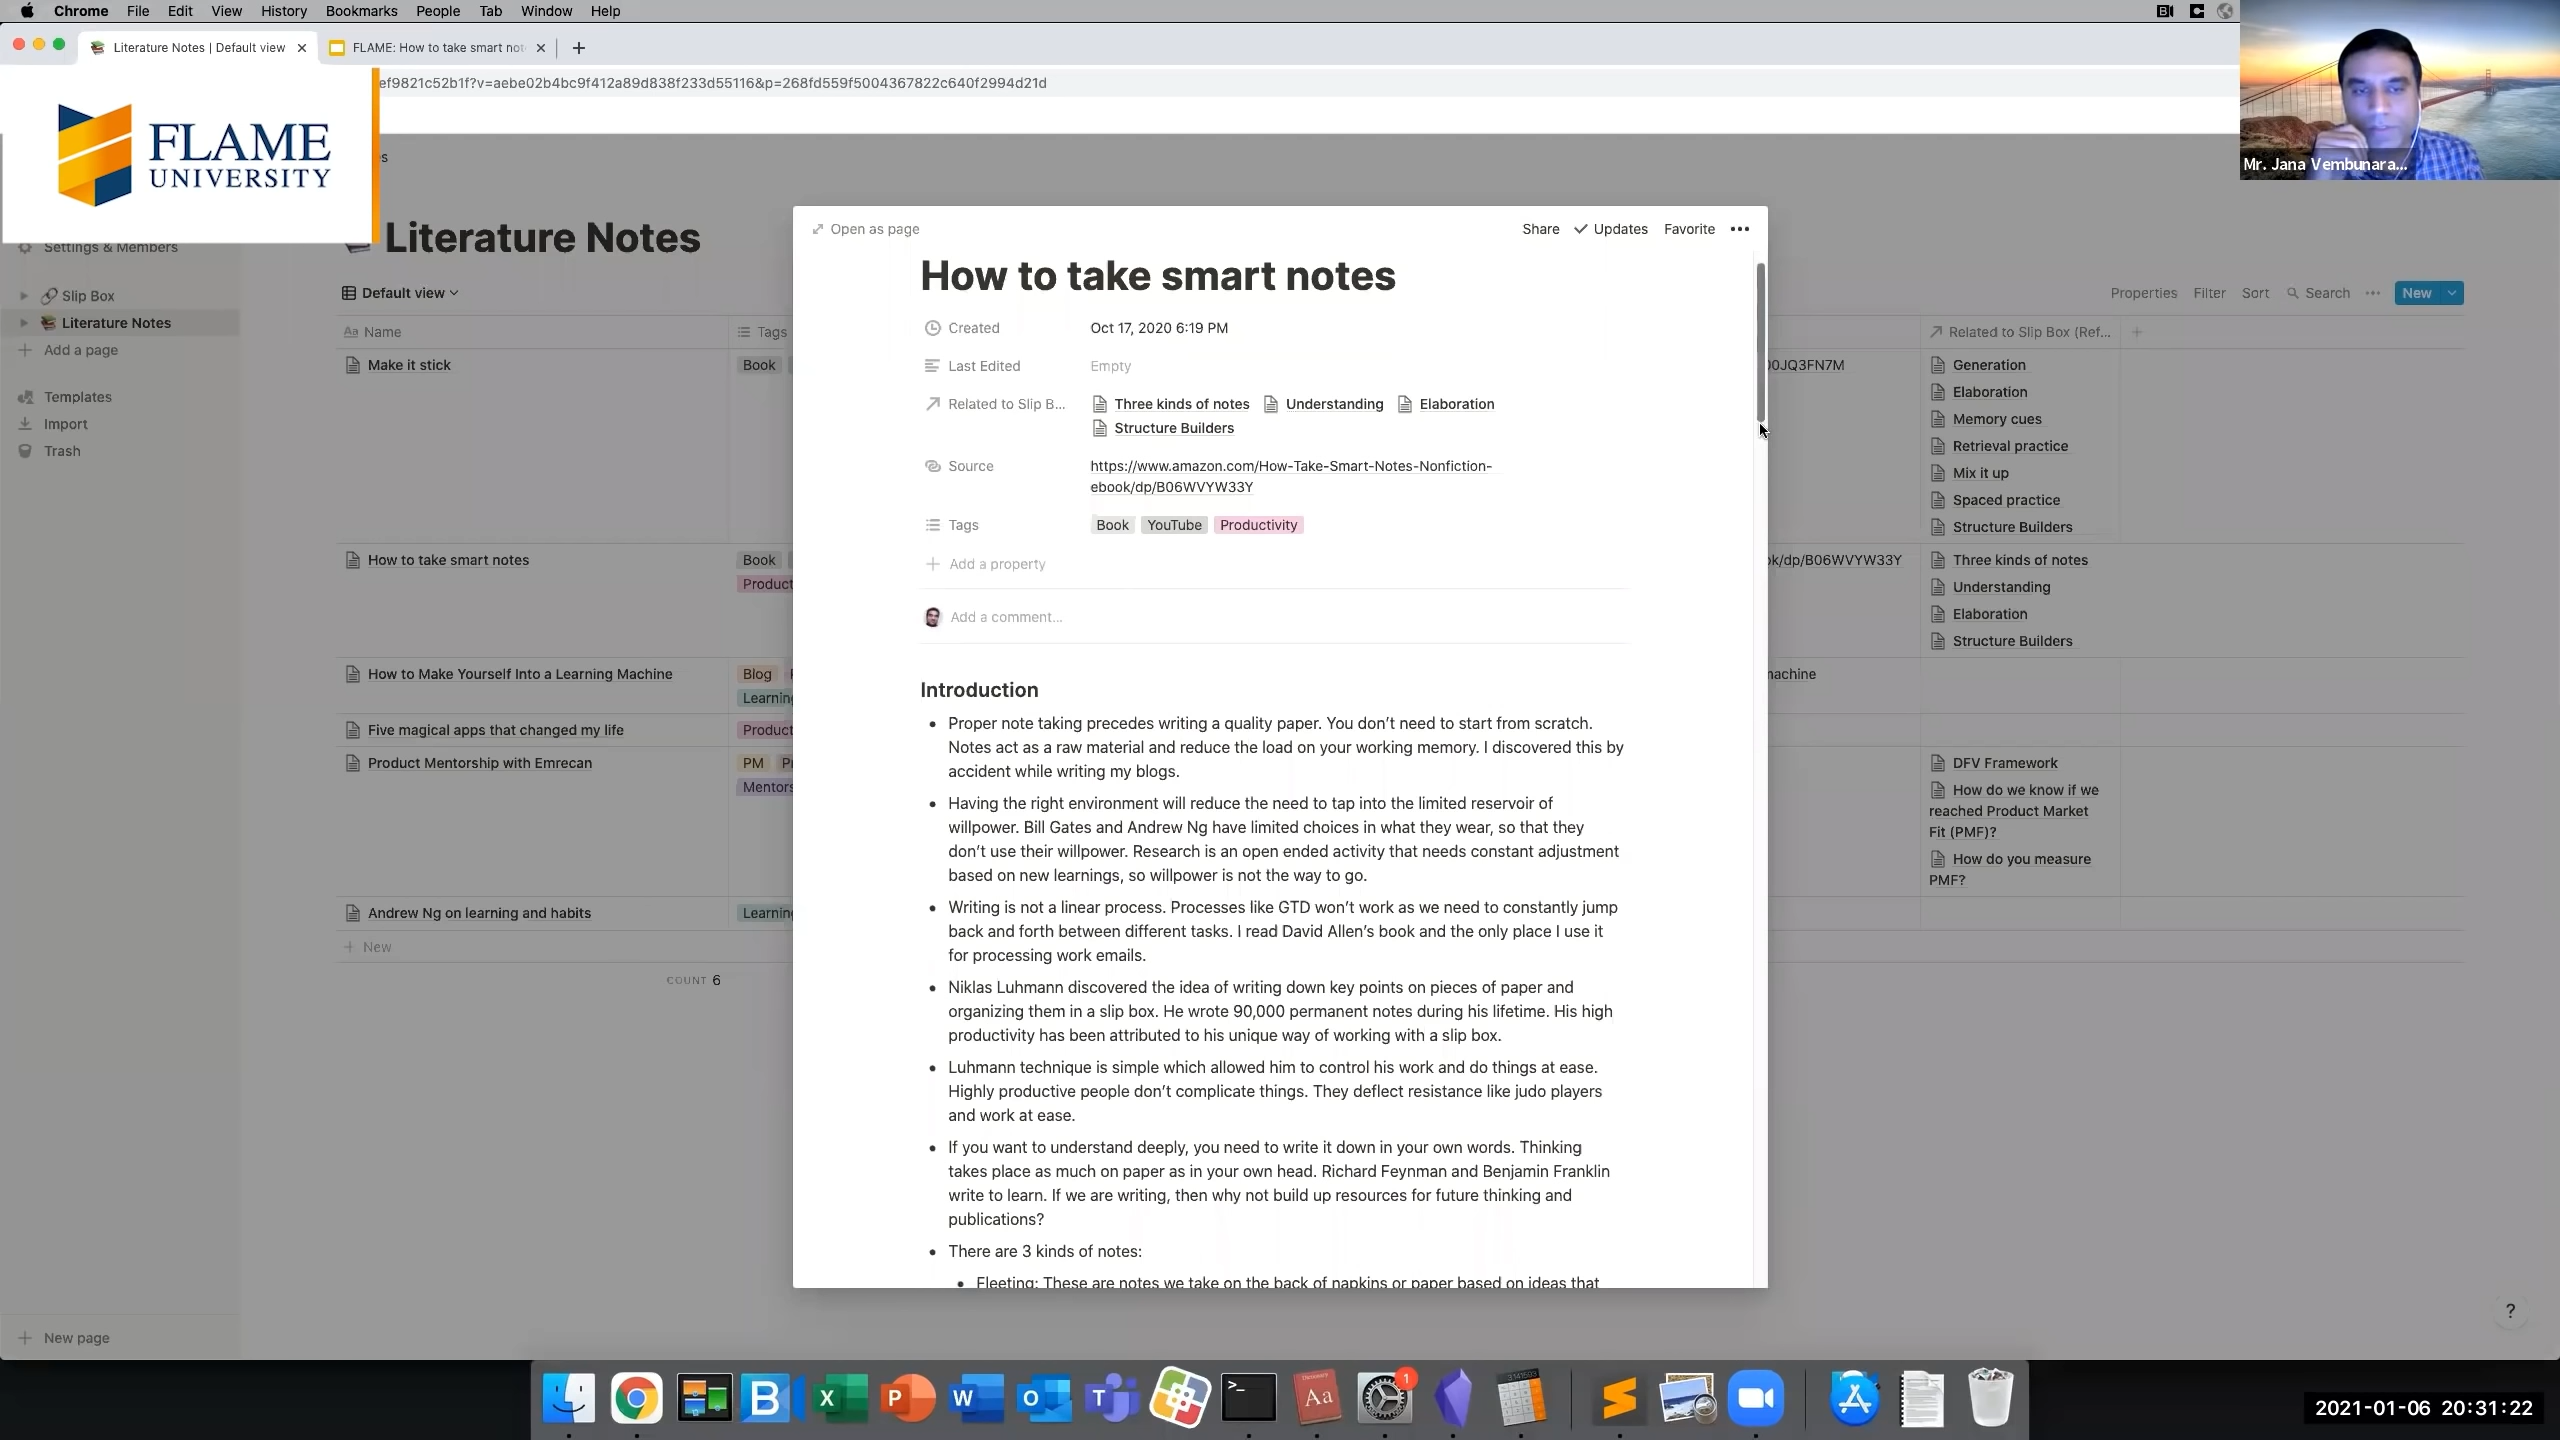 Chrome File Edit View History Bookmarks People Tab Window Help
Literature Notes | Default view
FLAME: How to take smart not
ef9821c52b1f?v=aebe02b4bc9f412a89d838f233d55116&p=268fd559f5004367822c640f2994d21d
FLAME
UNIVERSITY
Mr. Jana Vembunara...
es
Settings & Members
Slip Box
Literature Notes
Add a page
Templates
Import
Trash
New page
Literature Notes
Default view
Properties Filter Sort Search New
Aa Name
Tags
Related to Slip Box (Ref...
Make it stick
Book
00JQ3FN7M
Generation
Elaboration
Memory cues
Retrieval practice
Mix it up
Spaced practice
Structure Builders
How to take smart notes
Book
Product
ok/dp/B06WVYW33Y
Three kinds of notes
Understanding
Elaboration
Structure Builders
How to Make Yourself Into a Learning Machine
Blog
Learning
machine
Five magical apps that changed my life
Product
Product Mentorship with Emrecan
PM
Mentors
DFV Framework
How do we know if we
reached Product Market
Fit (PMF)?
How do you measure
PMF?
Andrew Ng on learning and habits
Learning
New
COUNT 6
Open as page
Share Updates Favorite
How to take smart notes
Created Oct 17, 2020 6:19 PM
Last Edited Empty
Related to Slip B... Three kinds of notes Understanding Elaboration
Structure Builders
Source https://www.amazon.com/How-Take-Smart-Notes-Nonfiction-
ebook/dp/B06WVYW33Y
Tags Book YouTube Productivity
Add a property
Add a comment...
Introduction
Proper note taking precedes writing a quality paper. You don't need to start from scratch.
Notes act as a raw material and reduce the load on your working memory. I discovered this by
accident while writing my blogs.
Having the right environment will reduce the need to tap into the limited reservoir of
willpower. Bill Gates and Andrew Ng have limited choices in what they wear, so that they
don't use their willpower. Research is an open ended activity that needs constant adjustment
based on new learnings, so willpower is not the way to go.
Writing is not a linear process. Processes like GTD won't work as we need to constantly jump
back and forth between different tasks. I read David Allen's book and the only place I use it
for processing work emails.
Niklas Luhmann discovered the idea of writing down key points on pieces of paper and
organizing them in a slip box. He wrote 90,000 permanent notes during his lifetime. His high
productivity has been attributed to his unique way of working with a slip box.
Luhmann technique is simple which allowed him to control his work and do things at ease.
Highly productive people don't complicate things. They deflect resistance like judo players
and work at ease.
If you want to understand deeply, you need to write it down in your own words. Thinking
takes place as much on paper as in your own head. Richard Feynman and Benjamin Franklin
write to learn. If we are writing, then why not build up resources for future thinking and
publications?
There are 3 kinds of notes:
Fleeting: These are notes we take on the back of napkins or paper based on ideas that
?
1
2021-01-06 20:31:22